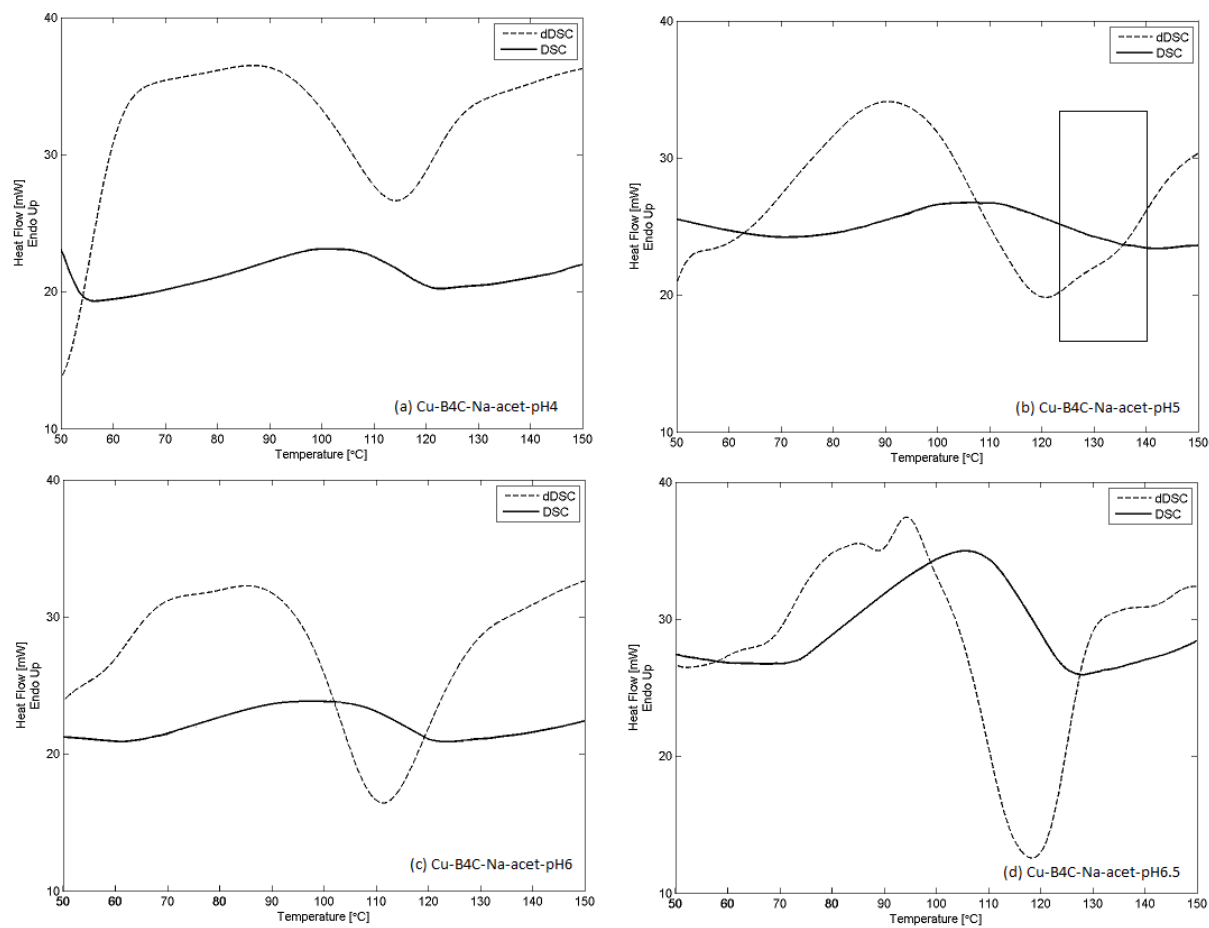 40
dDSC
DSC
30
Heat Flow [mW]
Endo Up
20
(a) Cu-B4C-Na-acet-pH4
10
50 60 70 80 90 100 110 120 130 140 150
Temperature [°C]
40
dDSC
DSC
30
Heat Flow [mW]
Endo Up
20
(b) Cu-B4C-Na-acet-pH5
10
50 60 70 80 90 100 110 120 130 140 150
Temperature [°C]
40
dDSC
DSC
30
Heat Flow [mW]
Endo Up
20
(c) Cu-B4C-Na-acet-pH6
10
50 60 70 80 90 100 110 120 130 140 150
Temperature [°C]
40
dDSC
DSC
30
Heat Flow [mW]
Endo Up
20
(d) Cu-B4C-Na-acet-pH6.5
10
50 60 70 80 90 100 110 120 130 140 150
Temperature [°C]